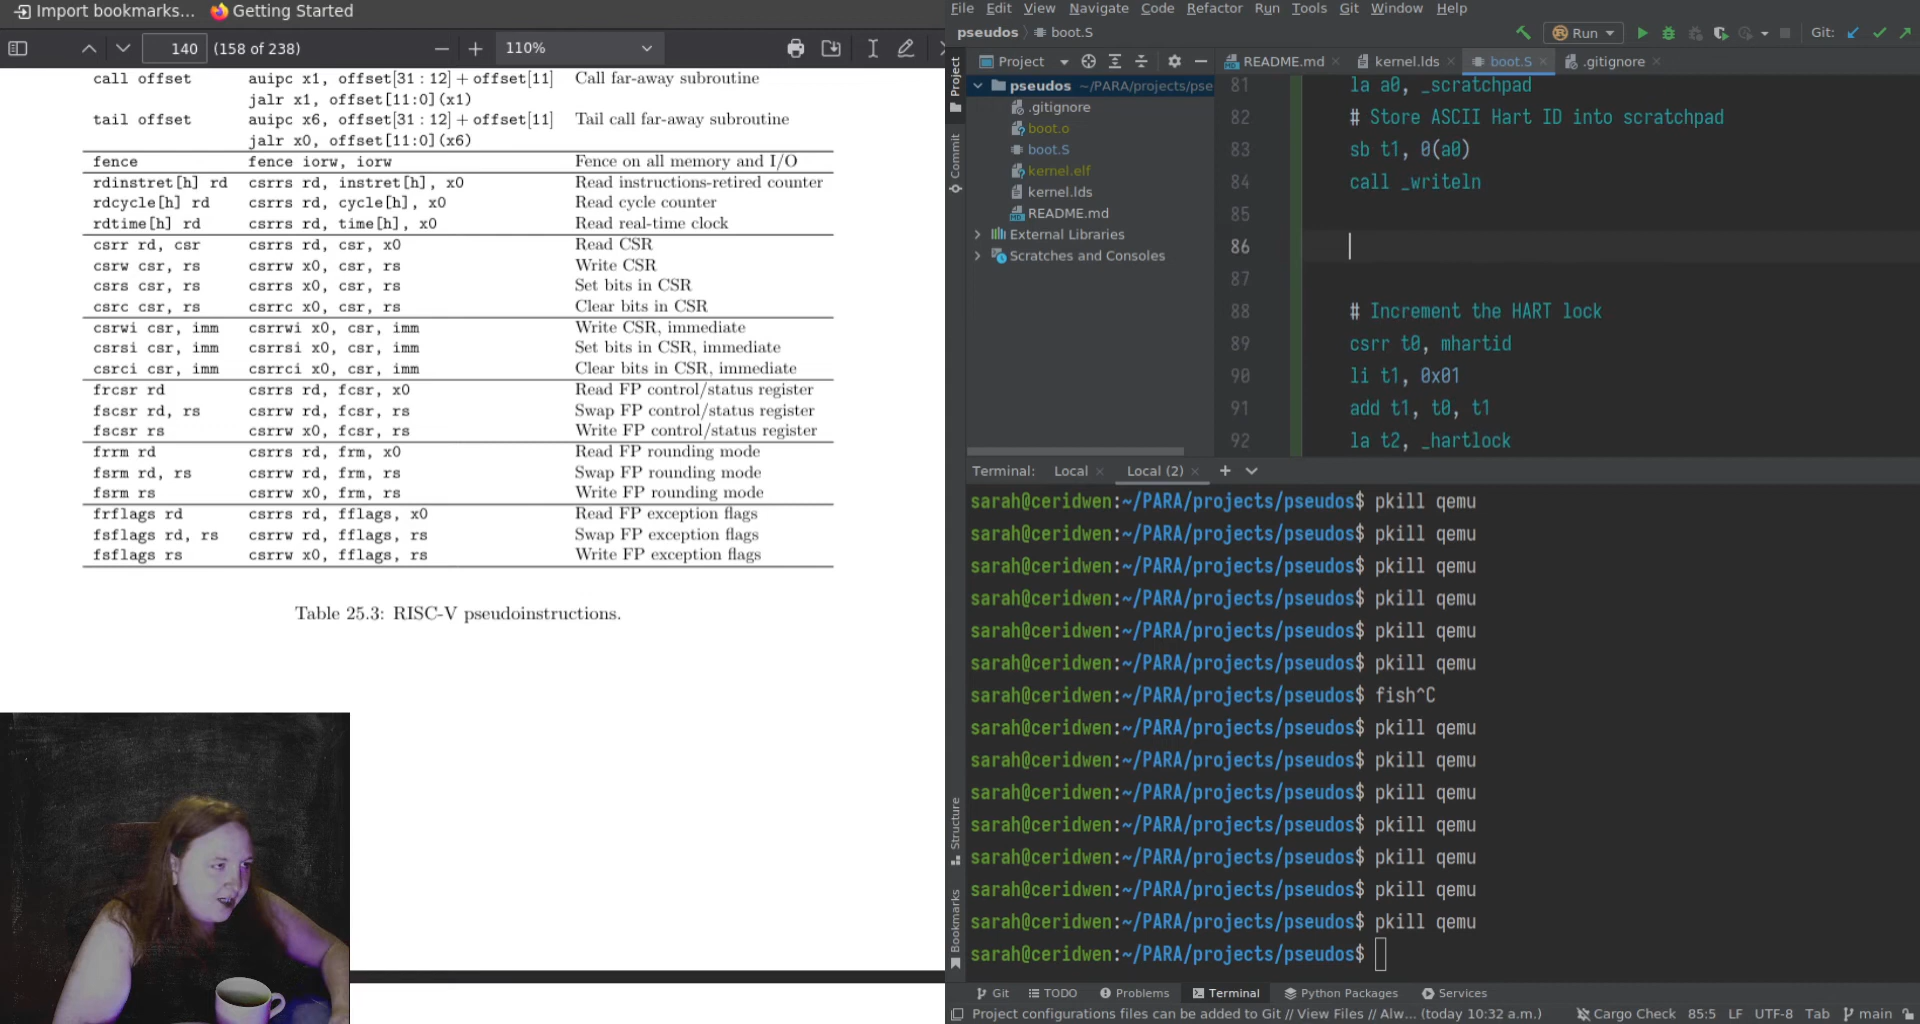 Import bookmarks...
Getting Started
140 (158 of 238)
110%
call offset auipc x1, offset[31:12]+offset[11] Call far-away subroutine
jalr x1, offset[11:0](x1)
tail offset auipc x6, offset[31:12]+offset[11] Tail call far-away subroutine
jalr x0, offset[11:0](x6)
fence fence iorw, iorw Fence on all memory and I/O
rdinstret[h] rd csrrs rd, instret[h], x0 Read instructions-retired counter
rdcycle[h] rd csrrs rd, cycle[h], x0 Read cycle counter
rdtime[h] rd csrrs rd, time[h], x0 Read real-time clock
csrr rd, csr csrrs rd, csr, x0 Read CSR
csrw csr, rs csrrw x0, csr, rs Write CSR
csrs csr, rs csrrs x0, csr, rs Set bits in CSR
csrc csr, rs csrrc x0, csr, rs Clear bits in CSR
csrwi csr, imm csrrwi x0, csr, imm Write CSR, immediate
csrsi csr, imm csrrsi x0, csr, imm Set bits in CSR, immediate
csrci csr, imm csrrci x0, csr, imm Clear bits in CSR, immediate
frcsr rd csrrs rd, fcsr, x0 Read FP control/status register
fscsr rd, rs csrrw rd, fcsr, rs Swap FP control/status register
fscsr rs csrrw x0, fcsr, rs Write FP control/status register
frrm rd csrrs rd, frm, x0 Read FP rounding mode
fsrm rd, rs csrrw rd, frm, rs Swap FP rounding mode
fsrm rs csrrw x0, frm, rs Write FP rounding mode
frflags rd csrrs rd, fflags, x0 Read FP exception flags
fsflags rd, rs csrrw rd, fflags, rs Swap FP exception flags
fsflags rs csrrw x0, fflags, rs Write FP exception flags
Table 25.3: RISC-V pseudoinstructions.
File Edit View Navigate Code Refactor Run Tools Git Window Help
pseudos boot.S
Run
Git:
Project
README.md
kernel.lds
boot.S
.gitignore
Project
Commit
pseudos ~/PARA/projects/pse
.gitignore
boot.o
boot.S
kernel.elf
kernel.lds
README.md
External Libraries
Scratches and Consoles
81 la a0, _scratchpad
82 # Store ASCII Hart ID into scratchpad
83 sb t1, 0(a0)
84 call _writeln
85
86
87
88 # Increment the HART lock
89 csrr t0, mhartid
90 li t1, 0x01
91 add t1, t0, t1
92 la t2, _hartlock
Terminal: Local Local (2)
sarah@ceridwen:~/PARA/projects/pseudos$ pkill qemu
sarah@ceridwen:~/PARA/projects/pseudos$ pkill qemu
sarah@ceridwen:~/PARA/projects/pseudos$ pkill qemu
sarah@ceridwen:~/PARA/projects/pseudos$ pkill qemu
sarah@ceridwen:~/PARA/projects/pseudos$ pkill qemu
sarah@ceridwen:~/PARA/projects/pseudos$ pkill qemu
sarah@ceridwen:~/PARA/projects/pseudos$ fish^C
sarah@ceridwen:~/PARA/projects/pseudos$ pkill qemu
sarah@ceridwen:~/PARA/projects/pseudos$ pkill qemu
sarah@ceridwen:~/PARA/projects/pseudos$ pkill qemu
sarah@ceridwen:~/PARA/projects/pseudos$ pkill qemu
sarah@ceridwen:~/PARA/projects/pseudos$ pkill qemu
sarah@ceridwen:~/PARA/projects/pseudos$ pkill qemu
sarah@ceridwen:~/PARA/projects/pseudos$ pkill qemu
sarah@ceridwen:~/PARA/projects/pseudos$
Structure
Bookmarks
Git TODO Problems Terminal Python Packages Services
Project configurations files can be added to Git // View Files // Alw... (today 10:32 a.m.) Cargo Check 85:5 LF UTF-8 Tab main